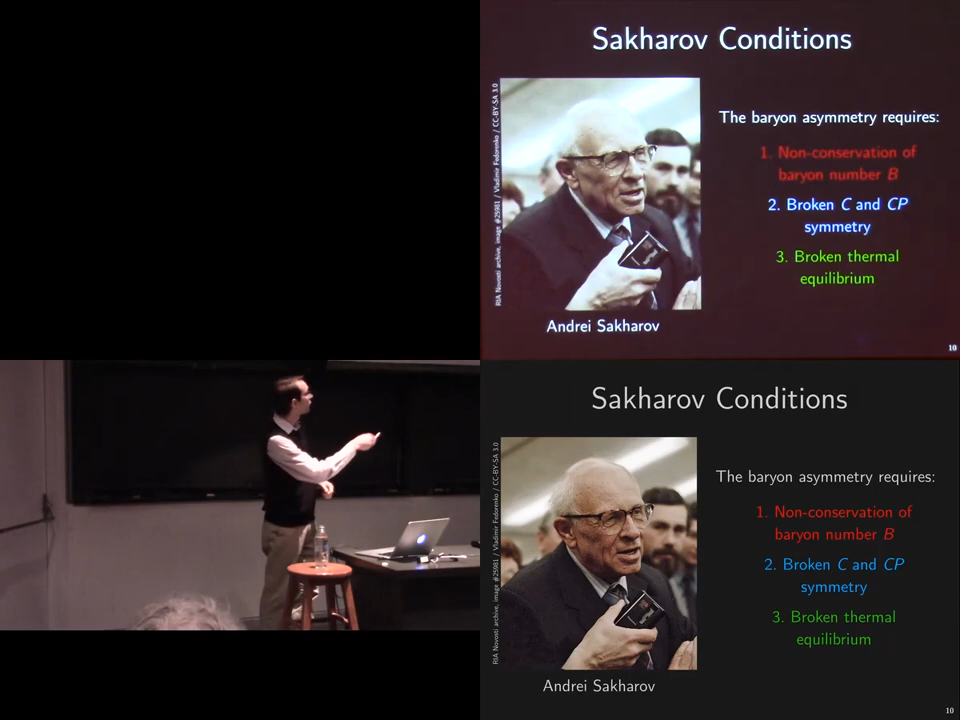 Sakharov Conditions
RIA Novosti archive, image #25981 / Vladimir Fedorenko / CC-BY-SA 3.0
The baryon asymmetry requires:
1. Non-conservation of
baryon number B
2. Broken C and CP
symmetry
3. Broken thermal
equilibrium
Andrei Sakharov
10
Sakharov Conditions
RIA Novosti archive, image #25981 / Vladimir Fedorenko / CC-BY-SA 3.0
The baryon asymmetry requires:
1. Non-conservation of
baryon number B
2. Broken C and CP
symmetry
3. Broken thermal
equilibrium
Andrei Sakharov
10